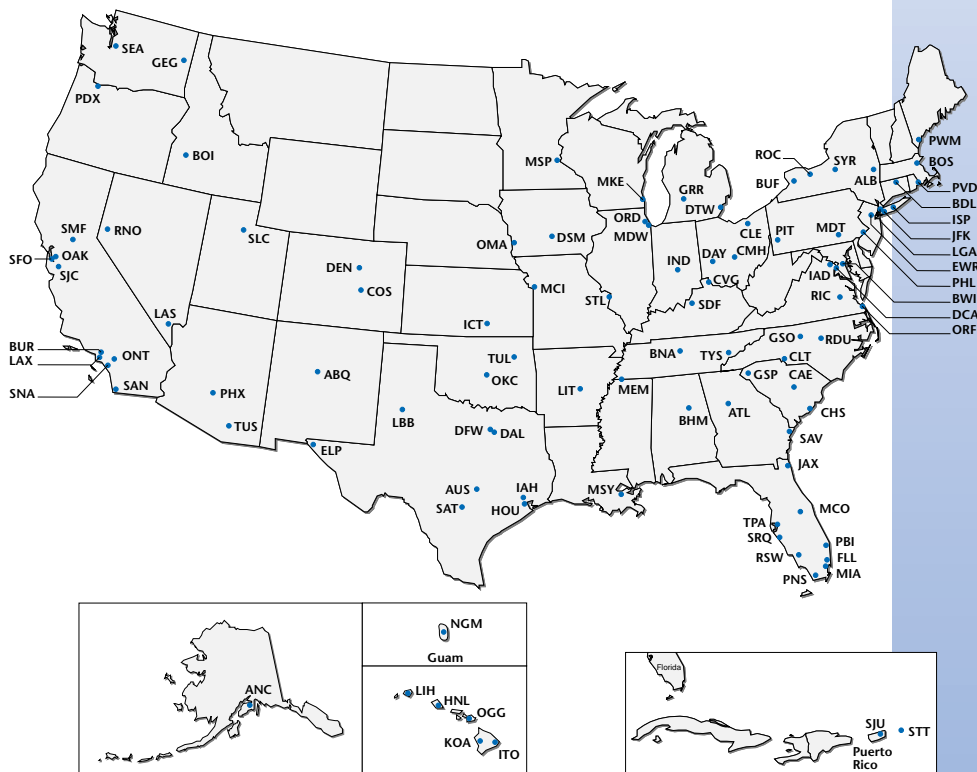 SEA
GEG
PDX
BOI
RNO
SMF
OAK
SFO
SJC
SLC
LAS
BUR
LAX
ONT
SNA
SAN
PHX
TUS
ABQ
ELP
DEN
COS
OMA
DSM
MSP
MCI
ICT
TUL
OKC
LBB
DFW
DAL
AUS
SAT
IAH
HOU
LIT
MSY
STL
MKE
ORD
MDW
GRR
DTW
IND
DAY
CMH
CLE
CVG
SDF
BNA
TYS
MEM
BHM
ATL
GSP
CAE
CLT
GSO
RDU
CHS
SAV
JAX
MCO
TPA
SRQ
RSW
PNS
PBI
FLL
MIA
PIT
MDT
IAD
RIC
BUF
ROC
SYR
ALB
PWM
BOS
PVD
BDL
ISP
JFK
LGA
EWR
PHL
BWI
DCA
ORF
ANC
NGM
Guam
LIH
HNL
OGG
KOA
ITO
Florida
SJU
STT
Puerto
Rico